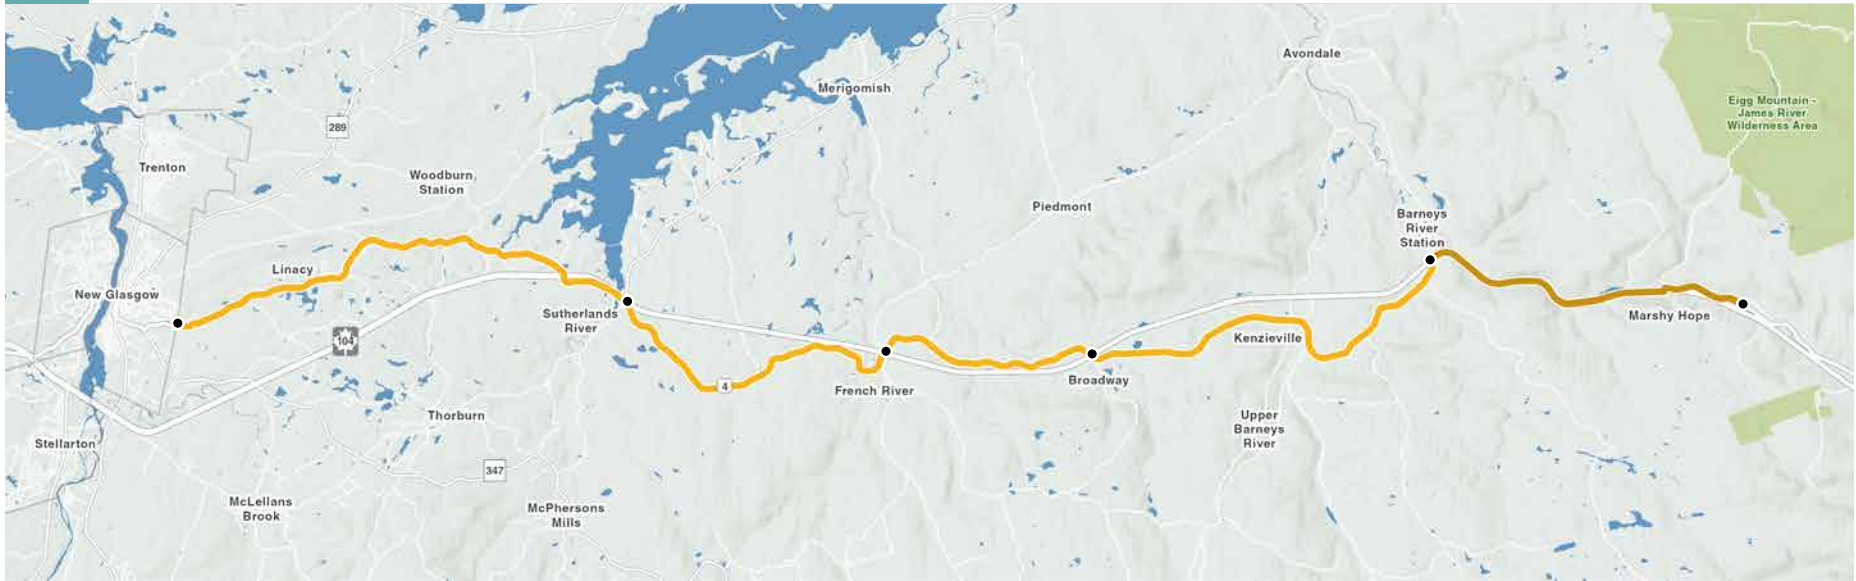 Avondale
Merigomish
Eigg Mountain -
James River
Wilderness Area
289
Trenton
Woodburn
Station
Piedmont
Barneys
River
Station
Linacy
New Glasgow
Sutherlands
River
Marshy Hope
104
Kenzieville
4
French River
Broadway
Thorburn
Upper
Barneys
River
Stellarton
347
McLellans
Brook
McPhersons
Mills